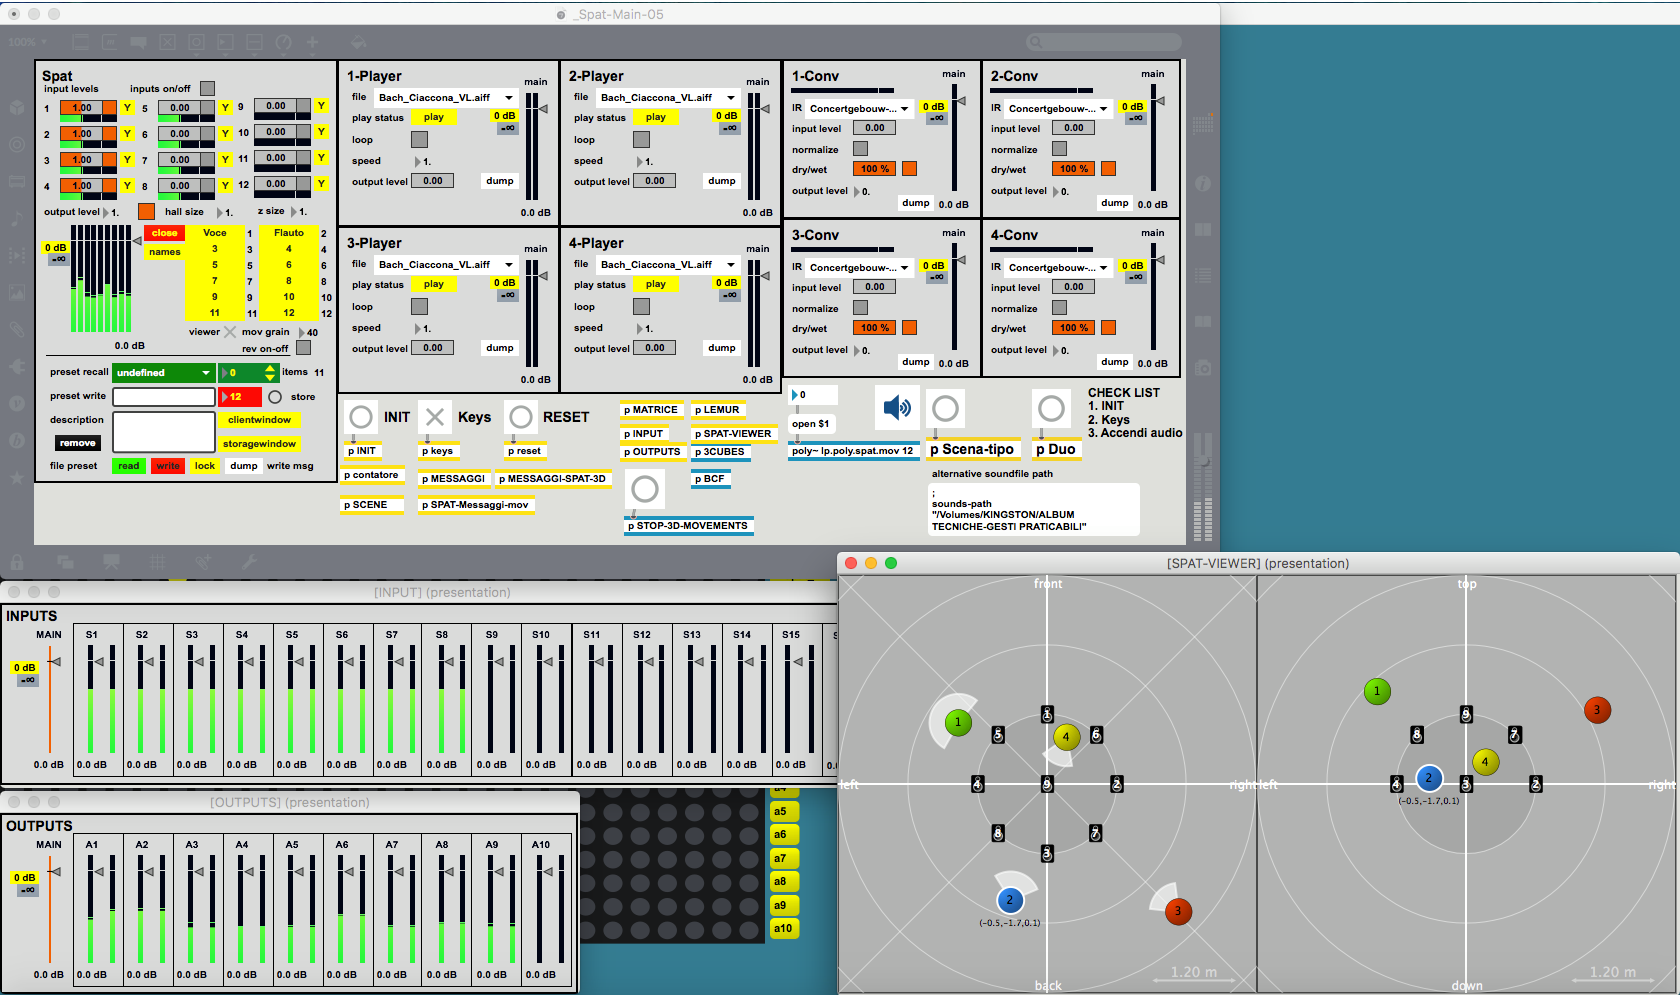 _Spat-Main-05
100%
Spat
input levels
inputs on/off
1 1.00 Y 5 0.00 Y 9 0.00 Y
2 1.00 Y 6 0.00 Y 10 0.00 Y
3 1.00 Y 7 0.00 Y 11 0.00 Y
4 1.00 Y 8 0.00 Y 12 0.00 Y
output level 1. hall size 1. z size 1.
0 dB
-∞
close
names
Voce 1 Flauto 2
3 3 4 4
5 5 6 6
7 7 8 8
9 9 10 10
11 11 12 12
viewer mov grain 40
0.0 dB
rev on-off
preset recall undefined 0 items 11
preset write 12 store
description clientwindow
remove storagewindow
file preset read write lock dump write msg
1-Player
main
file Bach_Ciaccona_VL.aiff
play status play 0 dB
-∞
loop
speed 1.
output level 0.00 dump
0.0 dB
2-Player
main
file Bach_Ciaccona_VL.aiff
play status play 0 dB
-∞
loop
speed 1.
output level 0.00 dump
0.0 dB
3-Player
main
file Bach_Ciaccona_VL.aiff
play status play 0 dB
-∞
loop
speed 1.
output level 0.00 dump
0.0 dB
4-Player
main
file Bach_Ciaccona_VL.aiff
play status play 0 dB
-∞
loop
speed 1.
output level 0.00 dump
0.0 dB
1-Conv
main
IR Concertgebouw-... 0 dB
-∞
input level 0.00
normalize
dry/wet 100 %
output level 0.
dump 0.0 dB
2-Conv
main
IR Concertgebouw-... 0 dB
-∞
input level 0.00
normalize
dry/wet 100 %
output level 0.
dump 0.0 dB
3-Conv
main
IR Concertgebouw-... 0 dB
-∞
input level 0.00
normalize
dry/wet 100 %
output level 0.
dump 0.0 dB
4-Conv
main
IR Concertgebouw-... 0 dB
-∞
input level 0.00
normalize
dry/wet 100 %
output level 0.
dump 0.0 dB
INIT Keys RESET
p INIT p keys p reset
p contatore p MESSAGGI p MESSAGGI-SPAT-3D
p SCENE p SPAT-Messaggi-mov
p MATRICE p LEMUR
p INPUT p SPAT-VIEWER
p OUTPUTS p 3CUBES
p BCF
p STOP-3D-MOVEMENTS
0
open $1
poly~ lp.poly.spat.mov 12
p Scena-tipo p Duo
CHECK LIST
1. INIT
2. Keys
3. Accendi audio
alternative soundfile path
;
sounds-path
"/Volumes/KINGSTON/ALBUM
TECNICHE-GESTI PRATICABILI"
[INPUT] (presentation)
INPUTS
MAIN S1 S2 S3 S4 S5 S6 S7 S8 S9 S10 S11 S12 S13 S14 S15
0 dB
-∞
0.0 dB 0.0 dB 0.0 dB 0.0 dB 0.0 dB 0.0 dB 0.0 dB 0.0 dB 0.0 dB 0.0 dB 0.0 dB 0.0 dB 0.0 dB 0.0 dB 0.0 dB 0.0 dB
[OUTPUTS] (presentation)
OUTPUTS
MAIN A1 A2 A3 A4 A5 A6 A7 A8 A9 A10
0 dB
-∞
0.0 dB 0.0 dB 0.0 dB 0.0 dB 0.0 dB 0.0 dB 0.0 dB 0.0 dB 0.0 dB 0.0 dB 0.0 dB
a4
a5
a6
a7
a8
a9
a10
[SPAT-VIEWER] (presentation)
front
1
1
5 4 6
left 4 9 2 right
8 7
3
2
(-0.5,-1.7,0.1)
3
1.20 m
back
top
1
3
9
8 7
4
left 4 2 3 2 right
(-0.5,-1.7,0.1)
1.20 m
down